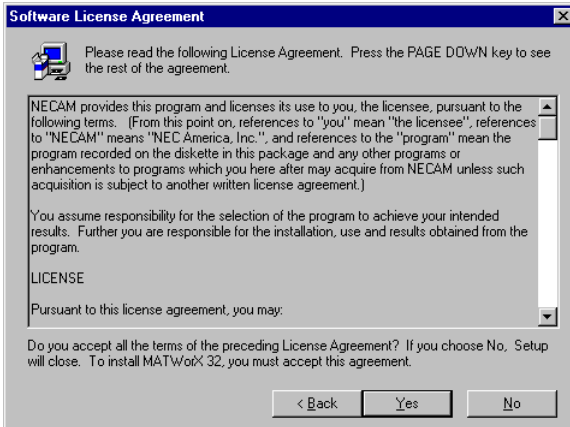 Software License Agreement
Please read the following License Agreement. Press the PAGE DOWN key to see
the rest of the agreement.
NECAM provides this program and licenses its use to you, the licensee, pursuant to the
following terms. (From this point on, references to "you" mean "the licensee", references
to "NECAM" means "NEC America, Inc.", and references to the "program" mean the
program recorded on the diskette in this package and any other programs or
enhancements to programs which you here after may acquire from NECAM unless such
acquisition is subject to another written license agreement.)
You assume responsibility for the selection of the program to achieve your intended
results. Further you are responsible for the installation, use and results obtained from the
program.
LICENSE
Pursuant to this license agreement, you may:
Do you accept all the terms of the preceding License Agreement? If you choose No, Setup
will close. To install MATWorX 32, you must accept this agreement.
< Back Yes No